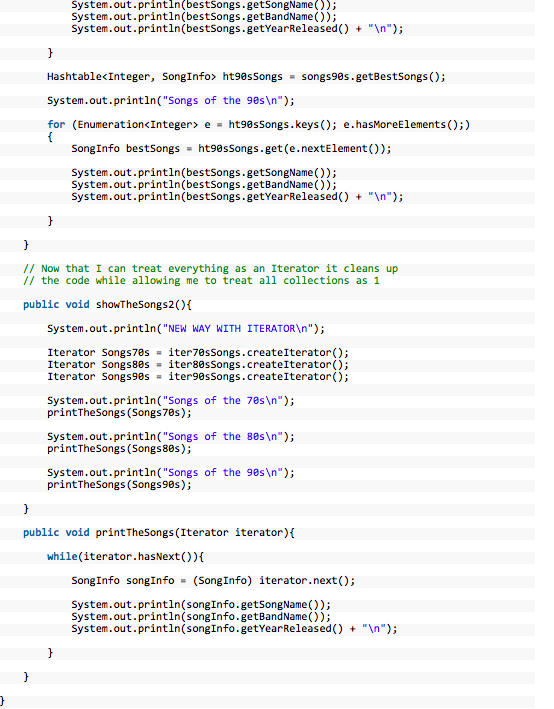 System.out.println(bestSongs.getSongName());
System.out.println(bestSongs.getBandName());
System.out.println(bestSongs.getYearReleased() + "\n");
}
Hashtable<Integer, SongInfo> ht90sSongs = songs90s.getBestSongs();
System.out.println("Songs of the 90s\n");
for (Enumeration<Integer> e = ht90sSongs.keys(); e.hasMoreElements();)
{
SongInfo bestSongs = ht90sSongs.get(e.nextElement());
System.out.println(bestSongs.getSongName());
System.out.println(bestSongs.getBandName());
System.out.println(bestSongs.getYearReleased() + "\n");
}
}
// Now that I can treat everything as an Iterator it cleans up
// the code while allowing me to treat all collections as 1
public void showTheSongs2(){
System.out.println("NEW WAY WITH ITERATOR\n");
Iterator Songs70s = iter70sSongs.createIterator();
Iterator Songs80s = iter80sSongs.createIterator();
Iterator Songs90s = iter90sSongs.createIterator();
System.out.println("Songs of the 70s\n");
printTheSongs(Songs70s);
System.out.println("Songs of the 80s\n");
printTheSongs(Songs80s);
System.out.println("Songs of the 90s\n");
printTheSongs(Songs90s);
}
public void printTheSongs(Iterator iterator){
while(iterator.hasNext()){
SongInfo songInfo = (SongInfo) iterator.next();
System.out.println(songInfo.getSongName());
System.out.println(songInfo.getBandName());
System.out.println(songInfo.getYearReleased() + "\n");
}
}
}